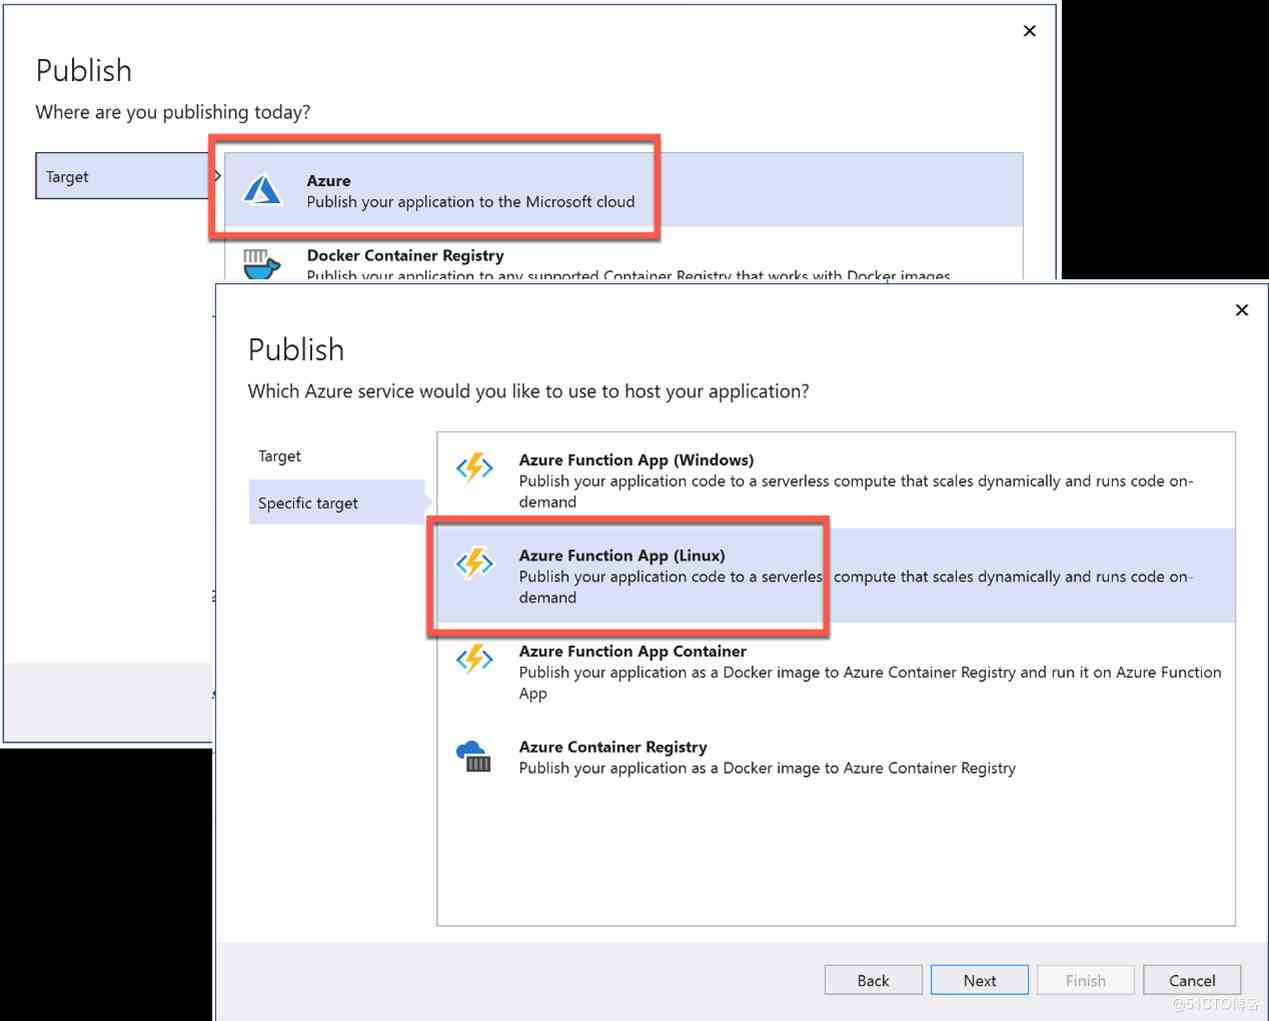 Publish
Where are you publishing today?
Target
Azure
Publish your application to the Microsoft cloud
Docker Container Registry
Publish your application to any supported Container Registry that works with Docker images
Publish
Which Azure service would you like to use to host your application?
Target
Specific target
Azure Function App (Windows)
Publish your application code to a serverless compute that scales dynamically and runs code on-
demand
Azure Function App (Linux)
Publish your application code to a serverless compute that scales dynamically and runs code on-
demand
Azure Function App Container
Publish your application as a Docker image to Azure Container Registry and run it on Azure Function
App
Azure Container Registry
Publish your application as a Docker image to Azure Container Registry
Back
Next
Finish
Cancel
@51CTO博客